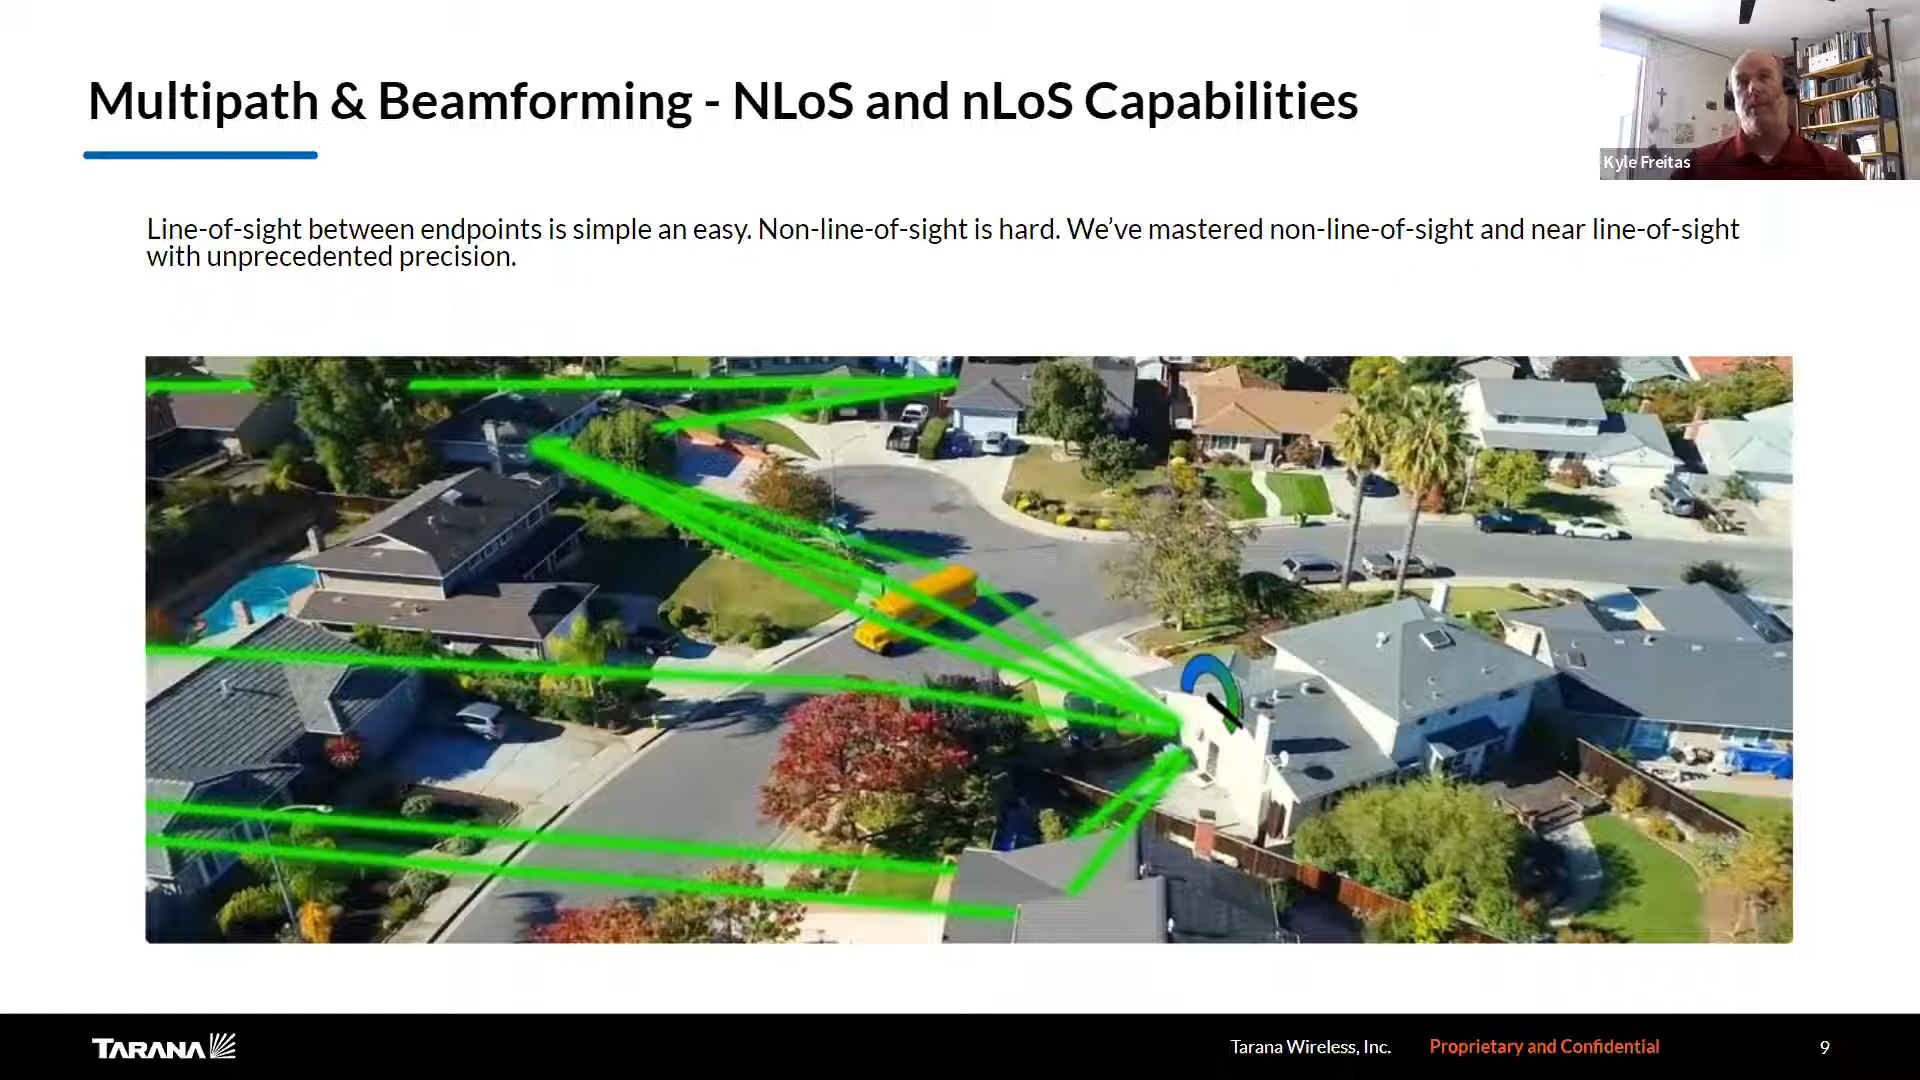 Multipath & Beamforming - NLoS and nLoS Capabilities
Kyle Freitas
Line-of-sight between endpoints is simple an easy. Non-line-of-sight is hard. We’ve mastered non-line-of-sight and near line-of-sight
with unprecedented precision.
TARANA
Tarana Wireless, Inc.
Proprietary and Confidential
9